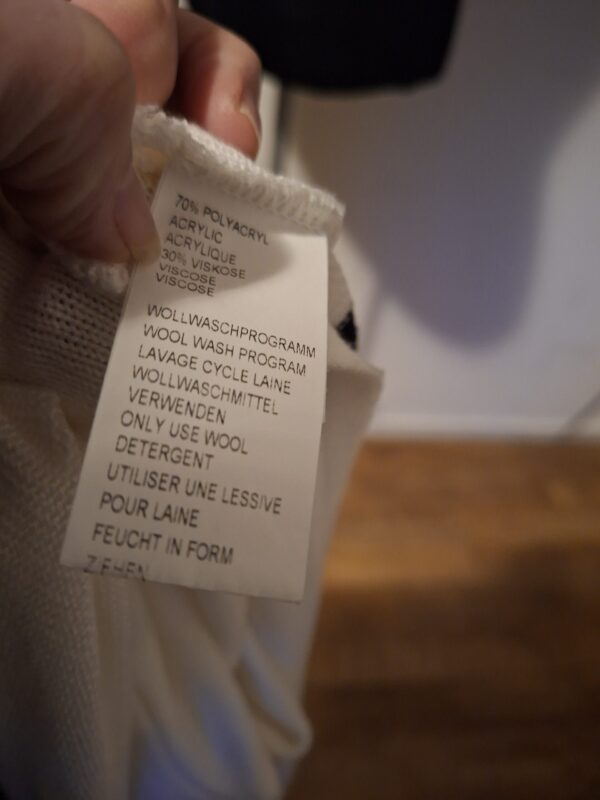 70% POLYACRYL
ACRYLIC
ACRYLIQUE
30% VISKOSE
VISCOSE
VISCOSE
WOLLWASCHPROGRAMM
WOOL WASH PROGRAM
LAVAGE CYCLE LAINE
WOLLWASCHMITTEL
VERWENDEN
ONLY USE WOOL
DETERGENT
UTILISER UNE LESSIVE
POUR LAINE
FEUCHT IN FORM
ZIEHEN